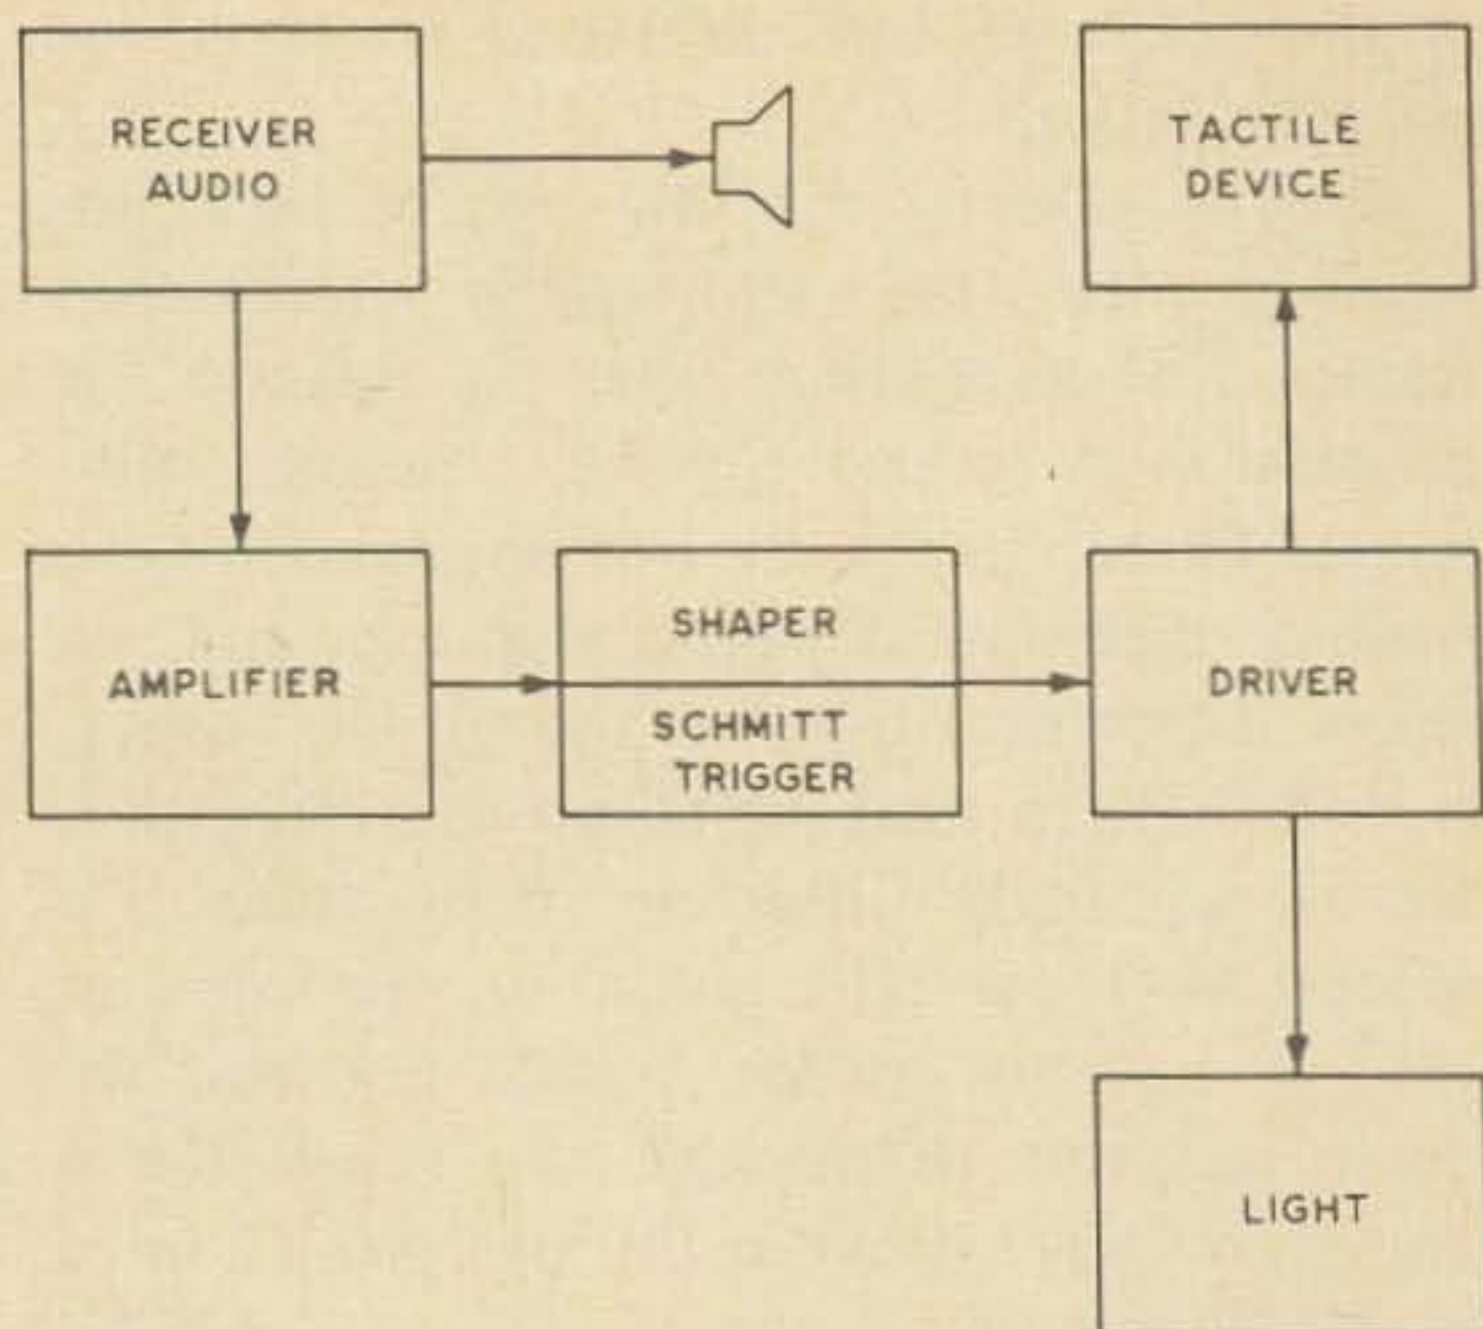 RECEIVER
AUDIO
TACTILE
DEVICE
AMPLIFIER
SHAPER
SCHMITT
TRIGGER
DRIVER
LIGHT